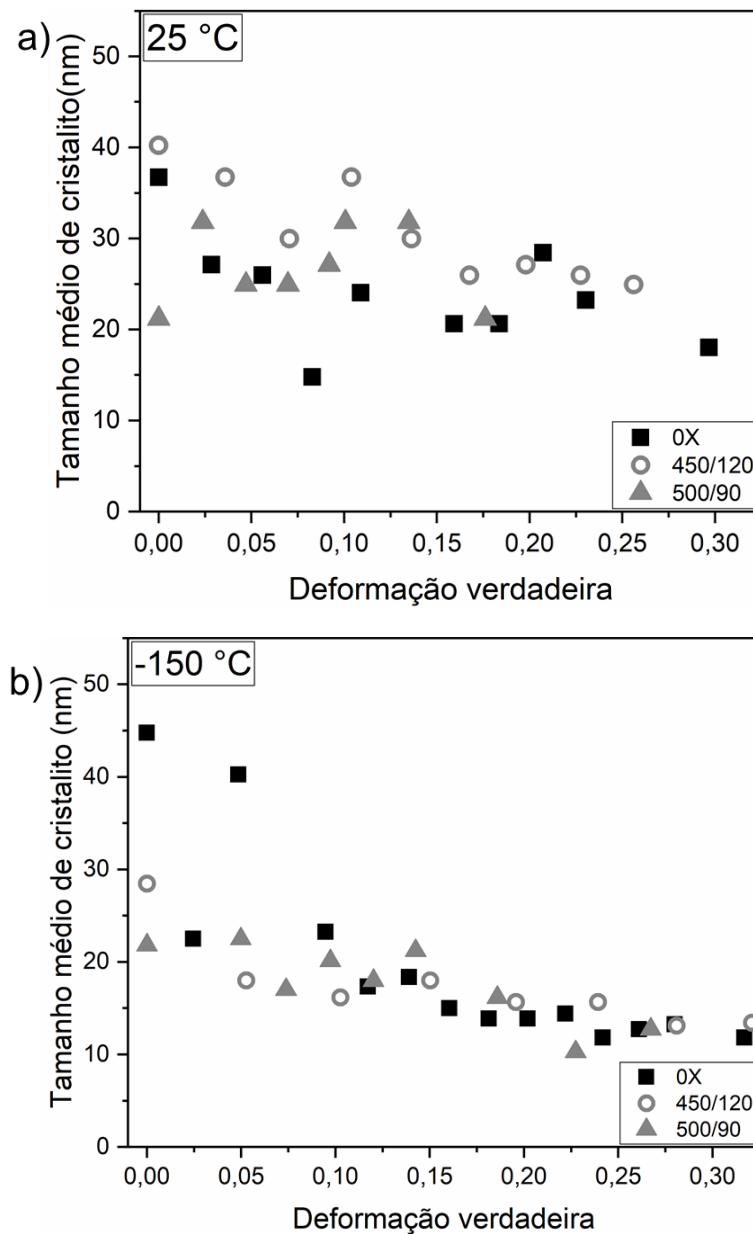 a)
25 °C
Tamanho médio de cristalito(nm)
50
40
30
20
10
0
0,00 0,05 0,10 0,15 0,20 0,25 0,30
Deformação verdadeira
0X
450/120
500/90
b)
-150 °C
Tamanho médio de cristalito (nm)
50
40
30
20
10
0
0,00 0,05 0,10 0,15 0,20 0,25 0,30
Deformação verdadeira
0X
450/120
500/90